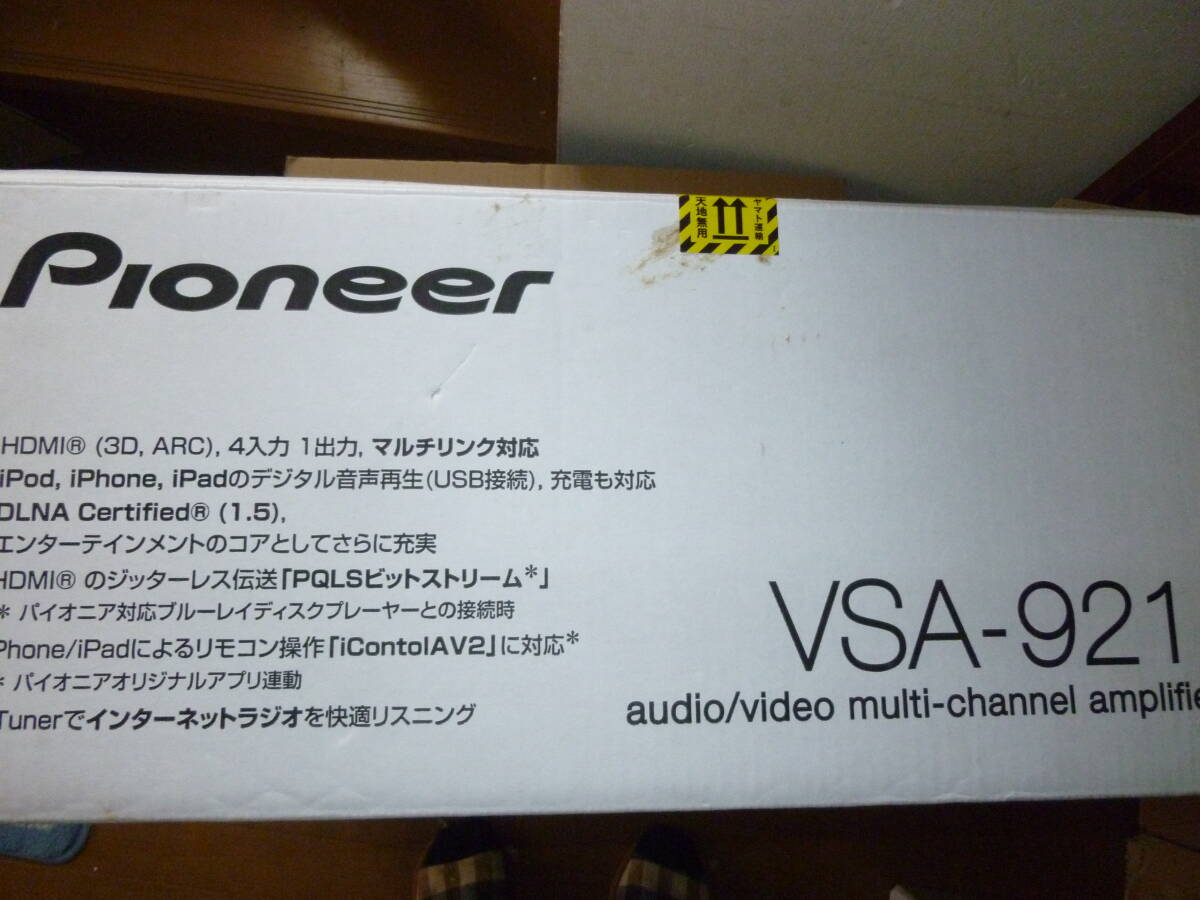 Pioneer
天地無用
ヤマト運輸
HDMI® (3D, ARC), 4入力 1出力, マルチリンク対応
iPod, iPhone, iPadのデジタル音声再生(USB接続), 充電も対応
DLNA Certified® (1.5),
エンターテインメントのコアとしてさらに充実
HDMI® のジッターレス伝送「PQLSビットストリーム*」
* パイオニア対応ブルーレイディスクプレーヤーとの接続時
Phone/iPadによるリモコン操作「iContolAV2」に対応*
* パイオニアオリジナルアプリ連動
Tunerでインターネットラジオを快適リスニング
VSA-921
audio/video multi-channel amplifie